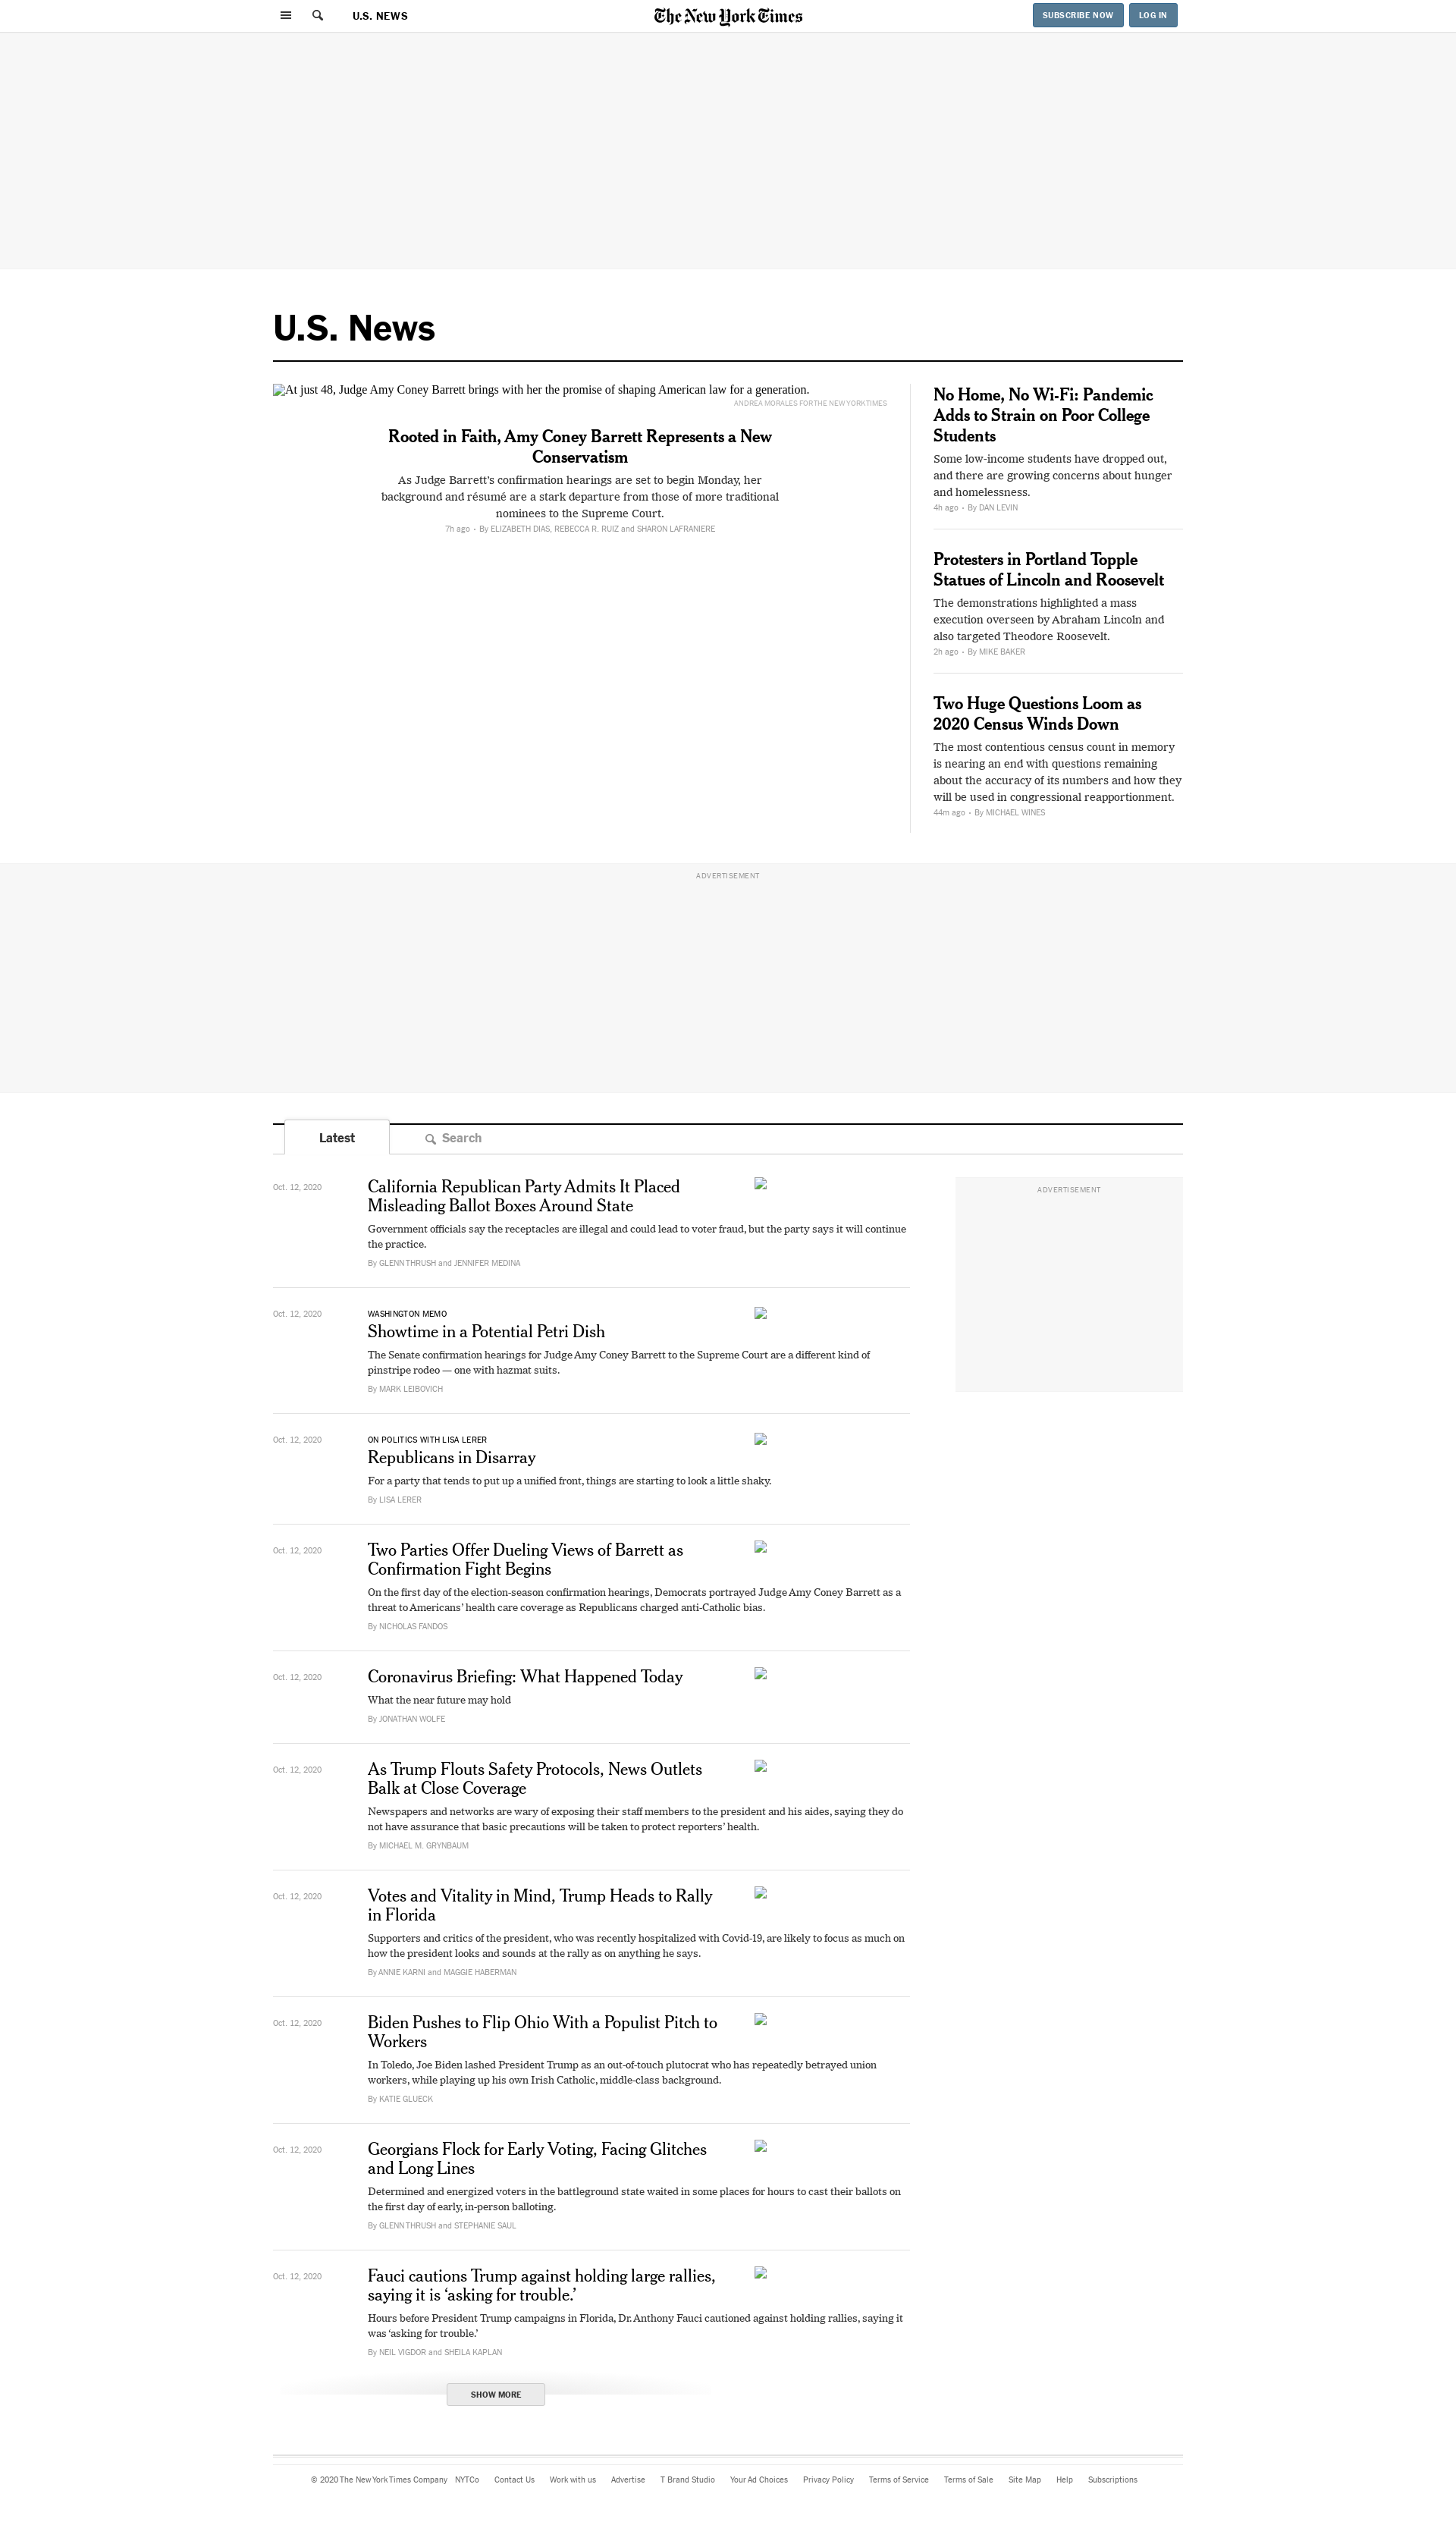 U.S. NEWS
The New York Times
SUBSCRIBE NOW
LOG IN
U.S. News
At just 48, Judge Amy Coney Barrett brings with her the promise of shaping American law for a generation.
ANDREA MORALES FOR THE NEW YORK TIMES
Rooted in Faith, Amy Coney Barrett Represents a New
Conservatism
As Judge Barrett’s confirmation hearings are set to begin Monday, her
background and résumé are a stark departure from those of more traditional
nominees to the Supreme Court.
7h ago • By ELIZABETH DIAS, REBECCA R. RUIZ and SHARON LAFRANIERE
No Home, No Wi-Fi: Pandemic
Adds to Strain on Poor College
Students
Some low-income students have dropped out,
and there are growing concerns about hunger
and homelessness.
4h ago • By DAN LEVIN
Protesters in Portland Topple
Statues of Lincoln and Roosevelt
The demonstrations highlighted a mass
execution overseen by Abraham Lincoln and
also targeted Theodore Roosevelt.
2h ago • By MIKE BAKER
Two Huge Questions Loom as
2020 Census Winds Down
The most contentious census count in memory
is nearing an end with questions remaining
about the accuracy of its numbers and how they
will be used in congressional reapportionment.
44m ago • By MICHAEL WINES
ADVERTISEMENT
Latest
Search
Oct. 12, 2020
California Republican Party Admits It Placed
Misleading Ballot Boxes Around State
Government officials say the receptacles are illegal and could lead to voter fraud, but the party says it will continue
the practice.
By GLENN THRUSH and JENNIFER MEDINA
ADVERTISEMENT
Oct. 12, 2020
WASHINGTON MEMO
Showtime in a Potential Petri Dish
The Senate confirmation hearings for Judge Amy Coney Barrett to the Supreme Court are a different kind of
pinstripe rodeo — one with hazmat suits.
By MARK LEIBOVICH
Oct. 12, 2020
ON POLITICS WITH LISA LERER
Republicans in Disarray
For a party that tends to put up a unified front, things are starting to look a little shaky.
By LISA LERER
Oct. 12, 2020
Two Parties Offer Dueling Views of Barrett as
Confirmation Fight Begins
On the first day of the election-season confirmation hearings, Democrats portrayed Judge Amy Coney Barrett as a
threat to Americans’ health care coverage as Republicans charged anti-Catholic bias.
By NICHOLAS FANDOS
Oct. 12, 2020
Coronavirus Briefing: What Happened Today
What the near future may hold
By JONATHAN WOLFE
Oct. 12, 2020
As Trump Flouts Safety Protocols, News Outlets
Balk at Close Coverage
Newspapers and networks are wary of exposing their staff members to the president and his aides, saying they do
not have assurance that basic precautions will be taken to protect reporters’ health.
By MICHAEL M. GRYNBAUM
Oct. 12, 2020
Votes and Vitality in Mind, Trump Heads to Rally
in Florida
Supporters and critics of the president, who was recently hospitalized with Covid-19, are likely to focus as much on
how the president looks and sounds at the rally as on anything he says.
By ANNIE KARNI and MAGGIE HABERMAN
Oct. 12, 2020
Biden Pushes to Flip Ohio With a Populist Pitch to
Workers
In Toledo, Joe Biden lashed President Trump as an out-of-touch plutocrat who has repeatedly betrayed union
workers, while playing up his own Irish Catholic, middle-class background.
By KATIE GLUECK
Oct. 12, 2020
Georgians Flock for Early Voting, Facing Glitches
and Long Lines
Determined and energized voters in the battleground state waited in some places for hours to cast their ballots on
the first day of early, in-person balloting.
By GLENN THRUSH and STEPHANIE SAUL
Oct. 12, 2020
Fauci cautions Trump against holding large rallies,
saying it is ‘asking for trouble.’
Hours before President Trump campaigns in Florida, Dr. Anthony Fauci cautioned against holding rallies, saying it
was ‘asking for trouble.’
By NEIL VIGDOR and SHEILA KAPLAN
SHOW MORE
© 2020 The New York Times Company NYTCo Contact Us Work with us Advertise T Brand Studio Your Ad Choices Privacy Policy Terms of Service Terms of Sale Site Map Help Subscriptions